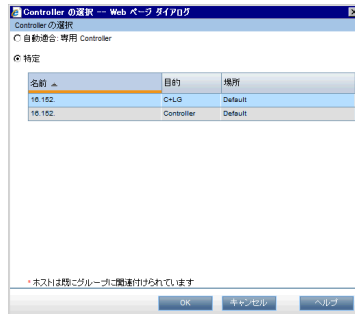 Controller の選択 -- Web ページ ダイアログ
Controller の選択
自動適合: 専用 Controller
特定
名前 目的 場所
16.152. C+LG Default
16.152. Controller Default
*ホストは既にグループに関連付けられています
OK キャンセル ヘルプ